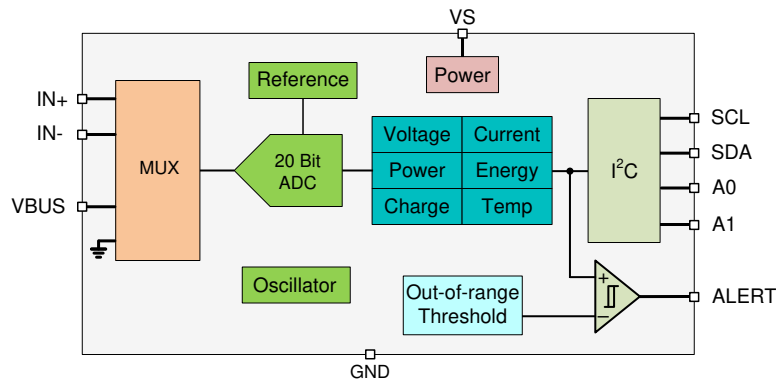 VS
Reference
Power
IN+
IN-
MUX
20 Bit
ADC
Voltage
Current
Power
Energy
Charge
Temp
I²C
SCL
SDA
A0
A1
VBUS
Oscillator
Out-of-range
Threshold
+
−
ALERT
GND